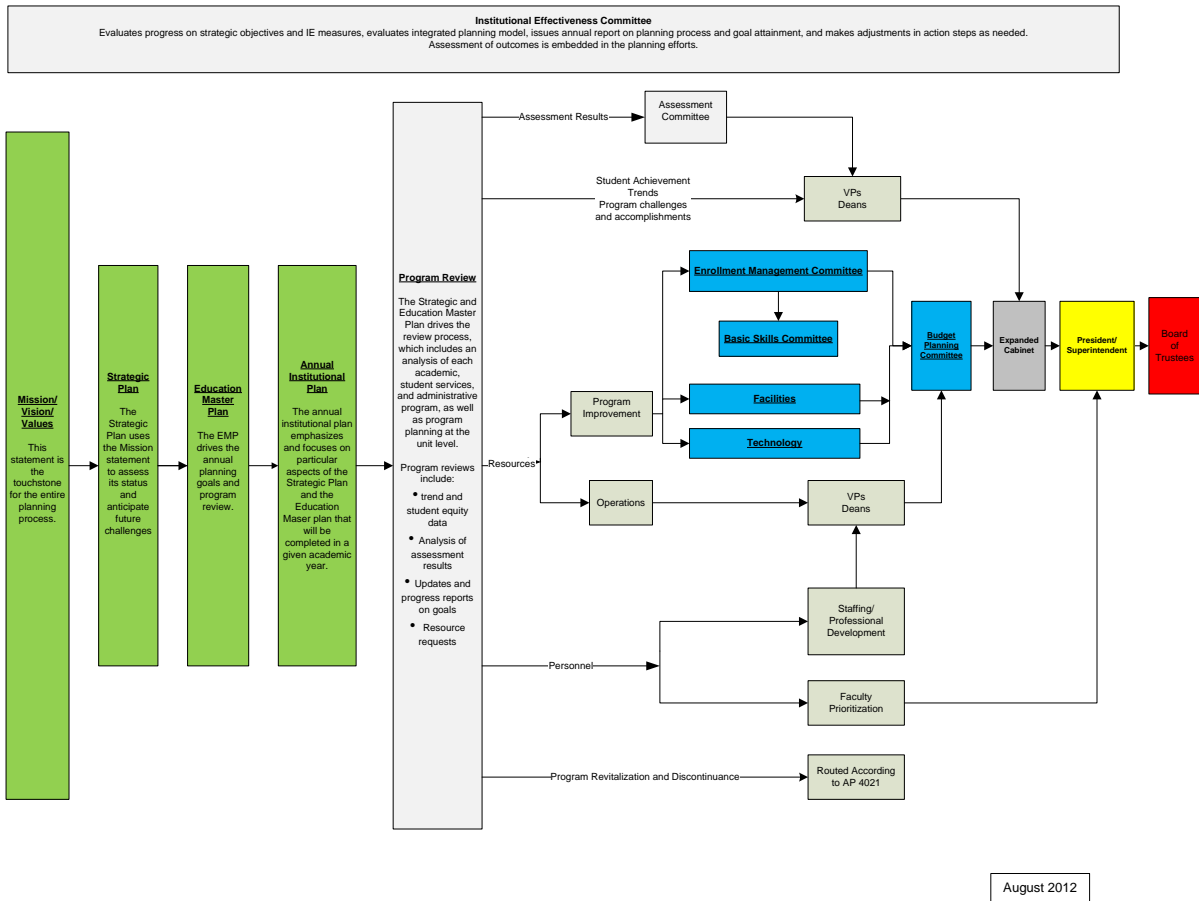 Institutional Effectiveness Committee
Evaluates progress on strategic objectives and IE measures, evaluates integrated planning model, issues annual report on planning process and goal attainment, and makes adjustments in action steps as needed.
Assessment of outcomes is embedded in the planning efforts.
Mission/
Vision/
Values
This
statement is
the
touchstone
for the entire
planning
process.
Strategic
Plan
The
Strategic
Plan uses
the Mission
statement
to assess
its status
and
anticipate
future
challenges
Education
Master
Plan
The EMP
drives the
annual
planning
goals and
program
review.
Annual
Institutional
Plan
The annual
institutional plan
emphasizes
and focuses on
particular
aspects of the
Strategic Plan
and the
Education
Maser plan that
will be
completed in a
given academic
year.
Program Review
The Strategic and
Education Master
Plan drives the
review process,
which includes an
analysis of each
academic,
student services,
and administrative
program, as well
as program
planning at the
unit level.
Program reviews
include:
• trend and
student equity
data
• Analysis of
assessment
results
• Updates and
progress reports
on goals
• Resource
requests
Assessment Results
Assessment
Committee
Student Achievement
Trends
Program challenges
and accomplishments
VPs
Deans
Resources
Program
Improvement
Enrollment Management Committee
Basic Skills Committee
Facilities
Technology
Operations
VPs
Deans
Budget
Planning
Committee
Expanded
Cabinet
President/
Superintendent
Board
of
Trustees
Personnel
Staffing/
Professional
Development
Faculty
Prioritization
Program Revitalization and Discontinuance
Routed According
to AP 4021
August 2012